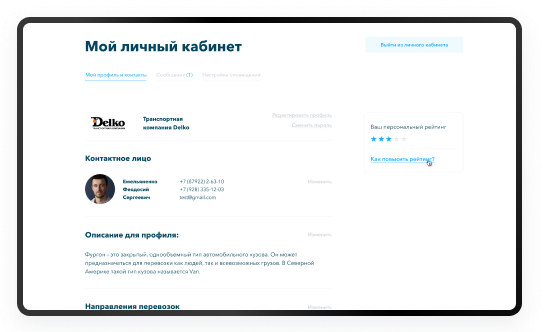 Мой личный кабинет
Выйти из личного кабинета
Мой профиль и контакты
Сообщения (1)
Настройка оповещений
Delko
ТРАНСПОРТНАЯ КОМПАНИЯ
Транспортная
компания Delko
Редактировать профиль
Сменить пароль
Ваш персональный рейтинг
Как повысить рейтинг?
Контактное лицо
Емельяненко
Феодосий
Сергеевич
+7 (87922) 2-63-10
+7 (928) 335-12-03
test@gmail.com
Изменить
Описание для профиля:
Изменить
Фургон - это закрытый, однообъемный тип автомобильного кузова. Он может
предназначаться для перевозки как людей, так и всевозможных грузов. В Северной
Америке такой тип кузова называется Van.
Направления перевозок
Изменить